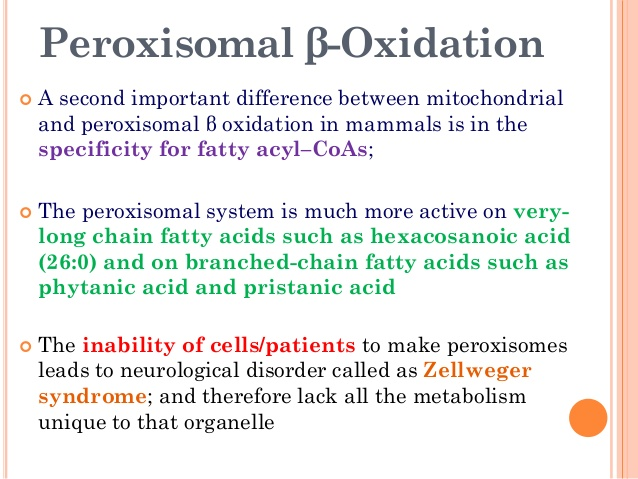 Peroxisomal β-Oxidation
A second important difference between mitochondrial
and peroxisomal β oxidation in mammals is in the
specificity for fatty acyl–CoAs;
The peroxisomal system is much more active on very-
long chain fatty acids such as hexacosanoic acid
(26:0) and on branched-chain fatty acids such as
phytanic acid and pristanic acid
The inability of cells/patients to make peroxisomes
leads to neurological disorder called as Zellweger
syndrome; and therefore lack all the metabolism
unique to that organelle